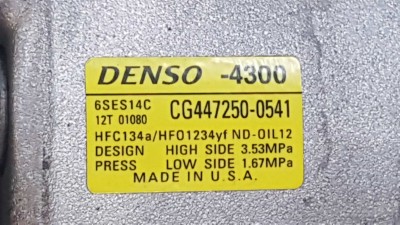 DENSO -4300
6SES14C CG447250-0541
12T 01080
HFC134a/HFO1234yf ND-OIL12
DESIGN HIGH SIDE 3.53MPa
PRESS LOW SIDE 1.67MPa
MADE IN U.S.A.